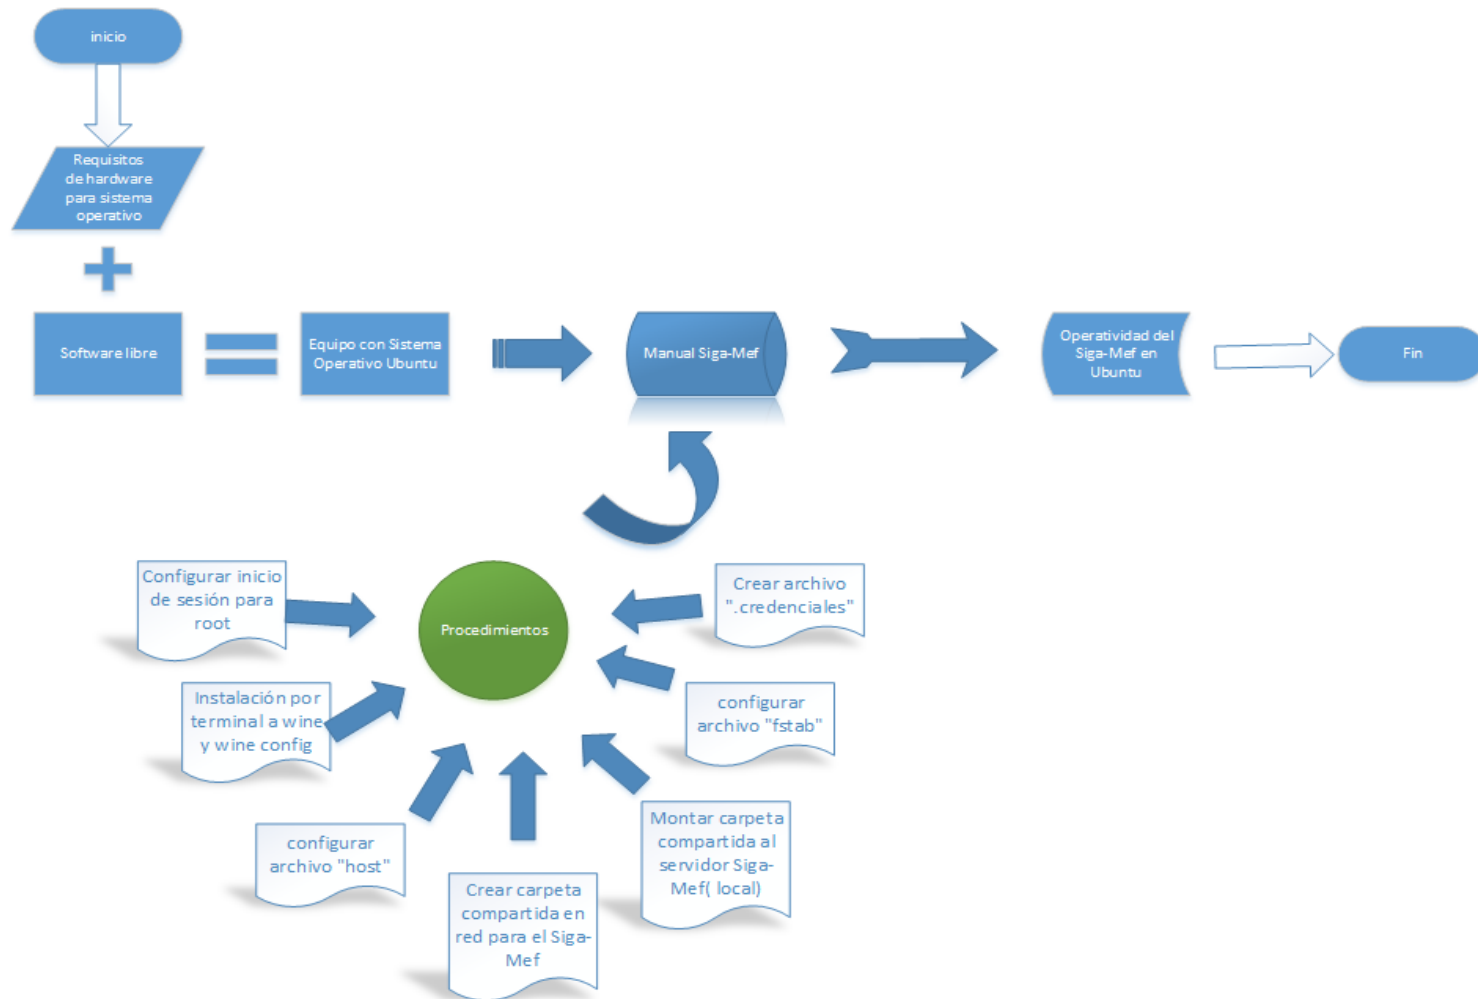 inicio
Requisitos
de hardware
para sistema
operativo
Software libre
Equipo con Sistema
Operativo Ubuntu
Manual Siga-Mef
Operatividad del
Siga-Mef en
Ubuntu
Fin
Configurar inicio
de sesión para
root
Procedimientos
Crear archivo
".credenciales"
Instalación por
terminal a wine
y wine config
configurar
archivo "fstab"
configurar
archivo "host"
Crear carpeta
compartida en
red para el Siga-
Mef
Montar carpeta
compartida al
servidor Siga-
Mef( local)